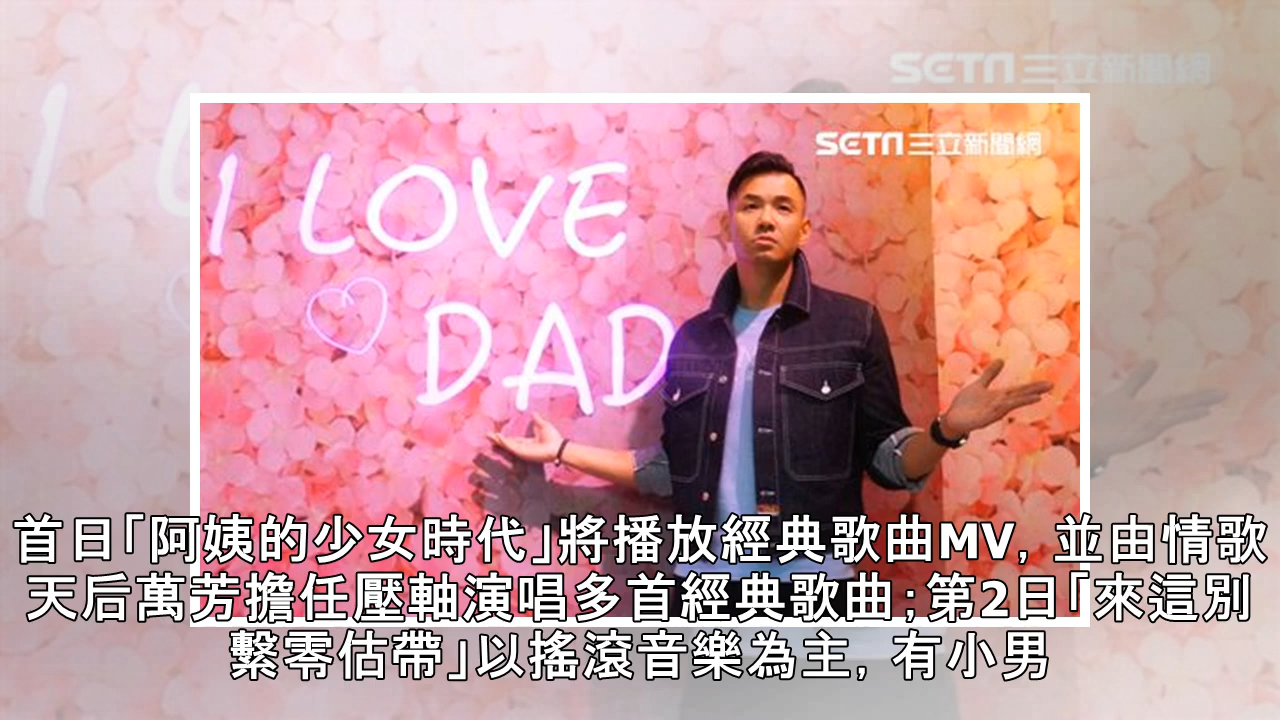 SETN三立新聞網
SETN三立新聞網
I LOVE
DAD
首日「阿姨的少女時代」將播放經典歌曲MV，並由情歌
天后萬芳擔任壓軸演唱多首經典歌曲；第2日「來這別
繫零估帶」以搖滾音樂為主，有小男